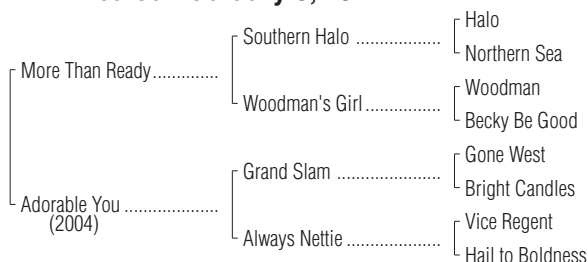 Halo
Southern Halo ..................
Northern Sea
More Than Ready..............
Woodman
Woodman's Girl.................
Becky Be Good
Gone West
Grand Slam ......................
Bright Candles
Adorable You ....................
(2004)
Vice Regent
Always Nettie ...................
Hail to Boldness